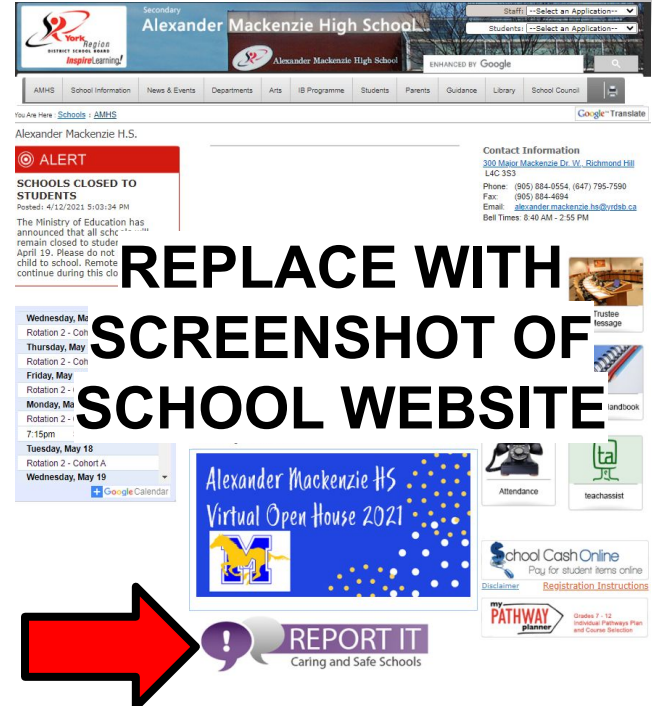 Secondary
Alexander Mackenzie High School
York Region
DISTRICT SCHOOL BOARD
InspireLearning!
Alexander Mackenzie High School
Staff: --Select an Application--
Students: --Select an Application--
ENHANCED BY Google
AMHS School Information News & Events Departments Arts IB Programme Students Parents Guidance Library School Council
You Are Here : Schools : AMHS
Google™ Translate
Alexander Mackenzie H.S.
ALERT
SCHOOLS CLOSED TO
STUDENTS
Posted: 4/12/2021 5:03:34 PM
The Ministry of Education has
announced that all schools will
remain closed to
April 19. Please do not
child to school. Remote
continue during this
Contact Information
300 Major Mackenzie Dr. W., Richmond Hill
L4C 3S3
Phone: (905) 884-0554, (647) 795-7590
Fax: (905) 884-4694
Email: alexander.mackenzie.hs@yrdsb.ca
Bell Times: 8:40 AM - 2:55 PM
REPLACE WITH
SCREENSHOT OF
SCHOOL WEBSITE
Trustee
Message
Handbook
Wednesday,
Rotation 2 -
Thursday, May
Rotation 2 -
Friday, May
Rotation 2 -
Monday,
Rotation 2 -
7:15pm
Tuesday, May 18
Rotation 2 - Cohort A
Wednesday, May 19
+ Google Calendar
Alexander Mackenzie HS
Virtual Open House 2021
M
Attendance
ta
teachassist
School Cash Online
Pay for student items online
Disclaimer Registration Instructions
my
PATHWAY
planner
Grades 7 - 12
Individual Pathways Plan
and Course Selection
!
REPORT IT
Caring and Safe Schools